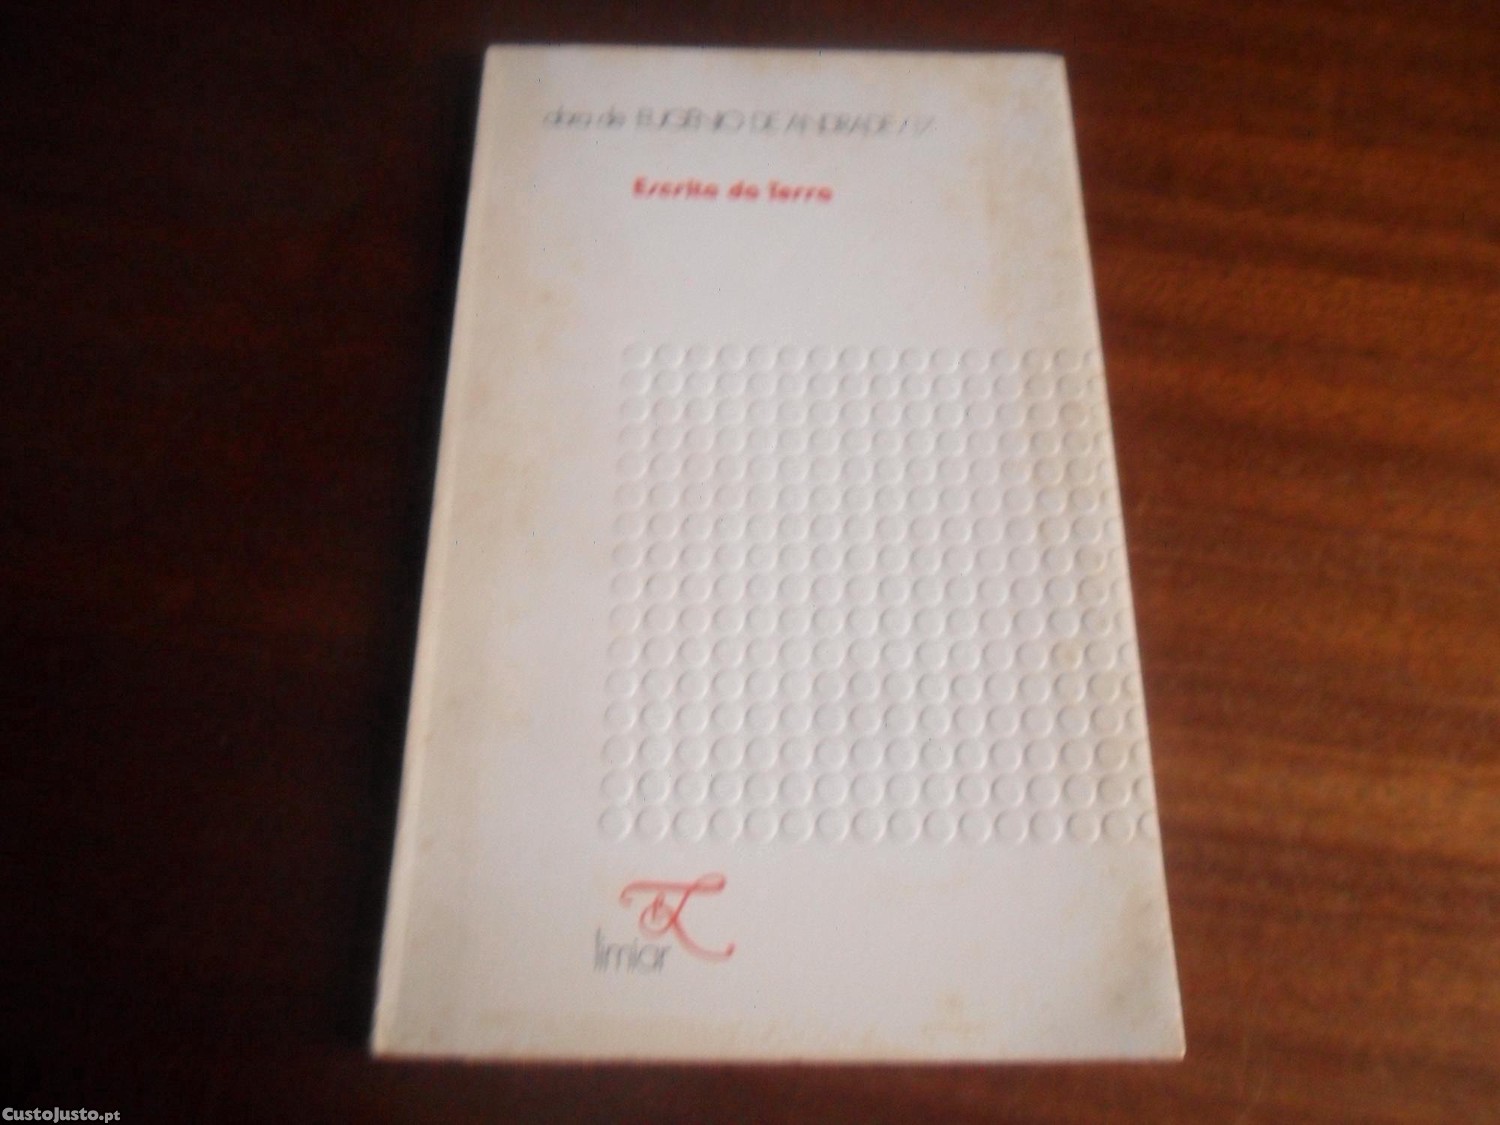 obra de EUGÉNIO DE ANDRADE / 17
Escrita da Terra
limiar
CustoJusto.pt